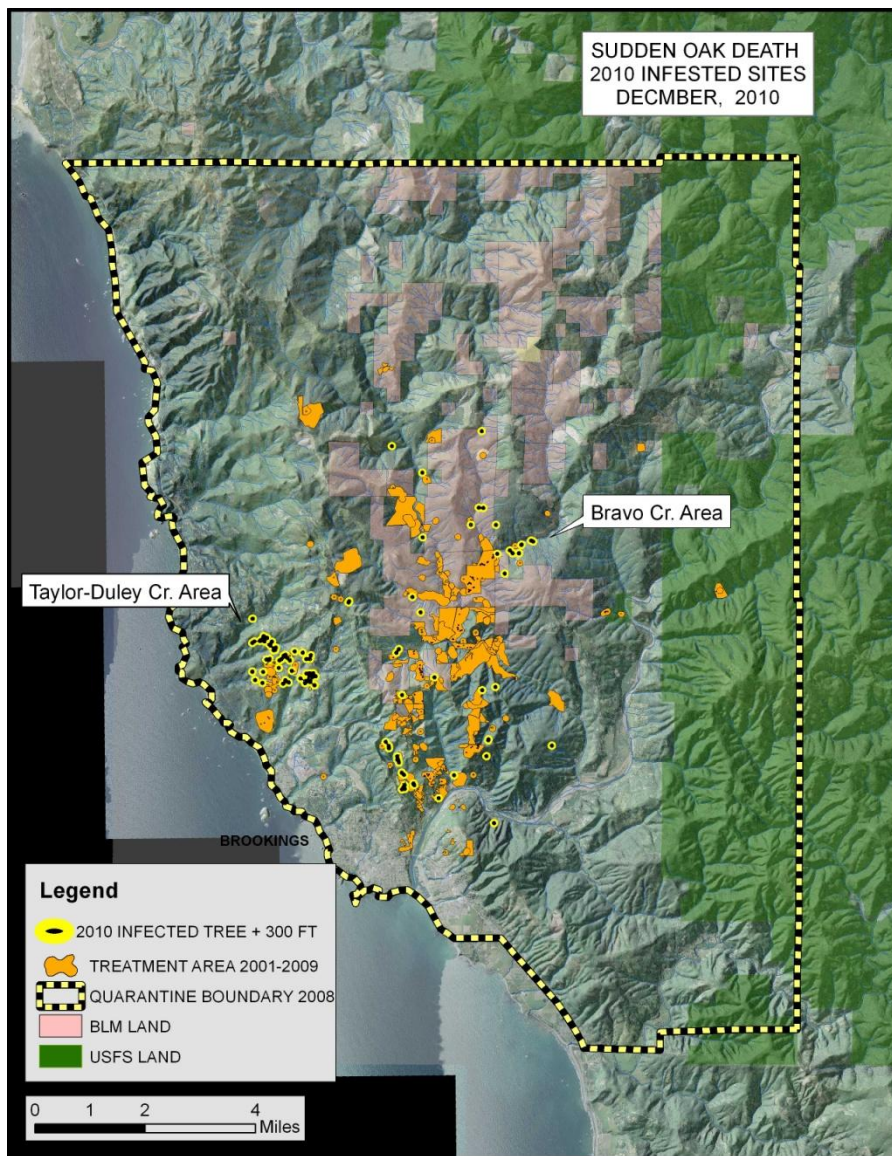 SUDDEN OAK DEATH
2010 INFESTED SITES
DECMBER, 2010
Bravo Cr. Area
Taylor-Duley Cr. Area
BROOKINGS
Legend
2010 INFECTED TREE + 300 FT
TREATMENT AREA 2001-2009
QUARANTINE BOUNDARY 2008
BLM LAND
USFS LAND
0 1 2 4
Miles